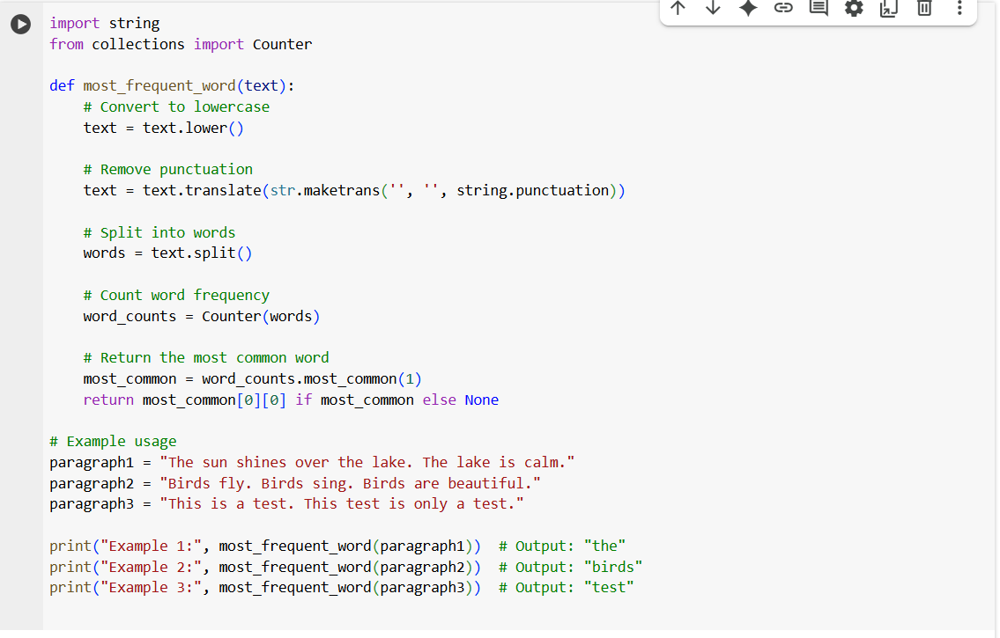 import string
from collections import Counter

def most_frequent_word(text):
    # Convert to lowercase
    text = text.lower()

    # Remove punctuation
    text = text.translate(str.maketrans('', '', string.punctuation))

    # Split into words
    words = text.split()

    # Count word frequency
    word_counts = Counter(words)

    # Return the most common word
    most_common = word_counts.most_common(1)
    return most_common[0][0] if most_common else None

# Example usage
paragraph1 = "The sun shines over the lake. The lake is calm."
paragraph2 = "Birds fly. Birds sing. Birds are beautiful."
paragraph3 = "This is a test. This test is only a test."

print("Example 1:", most_frequent_word(paragraph1))  # Output: "the"
print("Example 2:", most_frequent_word(paragraph2))  # Output: "birds"
print("Example 3:", most_frequent_word(paragraph3))  # Output: "test"